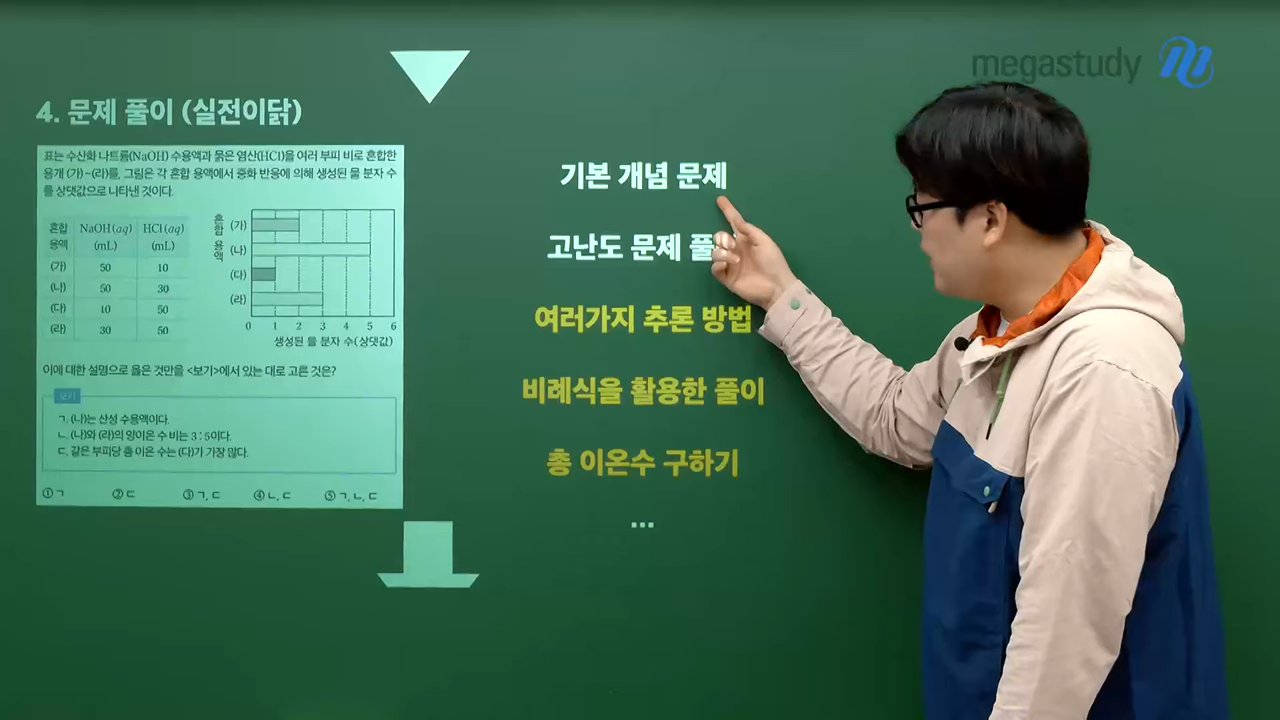 megastudy
4. 문제 풀이 (실전이닭)
표는 수산화 나트륨(NaOH) 수용액과 묽은 염산(HCl)을 여러 부피 비로 혼합한
용개 (가)~(라)를, 그림은 각 혼합 용액에서 중화 반응에 의해 생성된 물 분자 수
를 상댓값으로 나타낸 것이다.
혼합 용액 NaOH(aq) (mL) HCl(aq) (mL)
(가) 50 10
(나) 50 30
(다) 10 50
(라) 30 50
혼합 용액
(가)
(나)
(다)
(라)
0 1 2 3 4 5 6
생성된 물 분자 수(상댓값)
이에 대한 설명으로 옳은 것만을 <보기>에서 있는 대로 고른 것은?
보기
ㄱ. (나)는 산성 수용액이다.
ㄴ. (나)와 (라)의 양이온 수 비는 3 : 5이다.
ㄷ. 같은 부피당 총 이온 수는 (다)가 가장 많다.
① ㄱ ② ㄷ ③ ㄱ, ㄷ ④ ㄴ, ㄷ ⑤ ㄱ, ㄴ, ㄷ
기본 개념 문제
고난도 문제
여러가지 추론 방법
비례식을 활용한 풀이
총 이온수 구하기
...